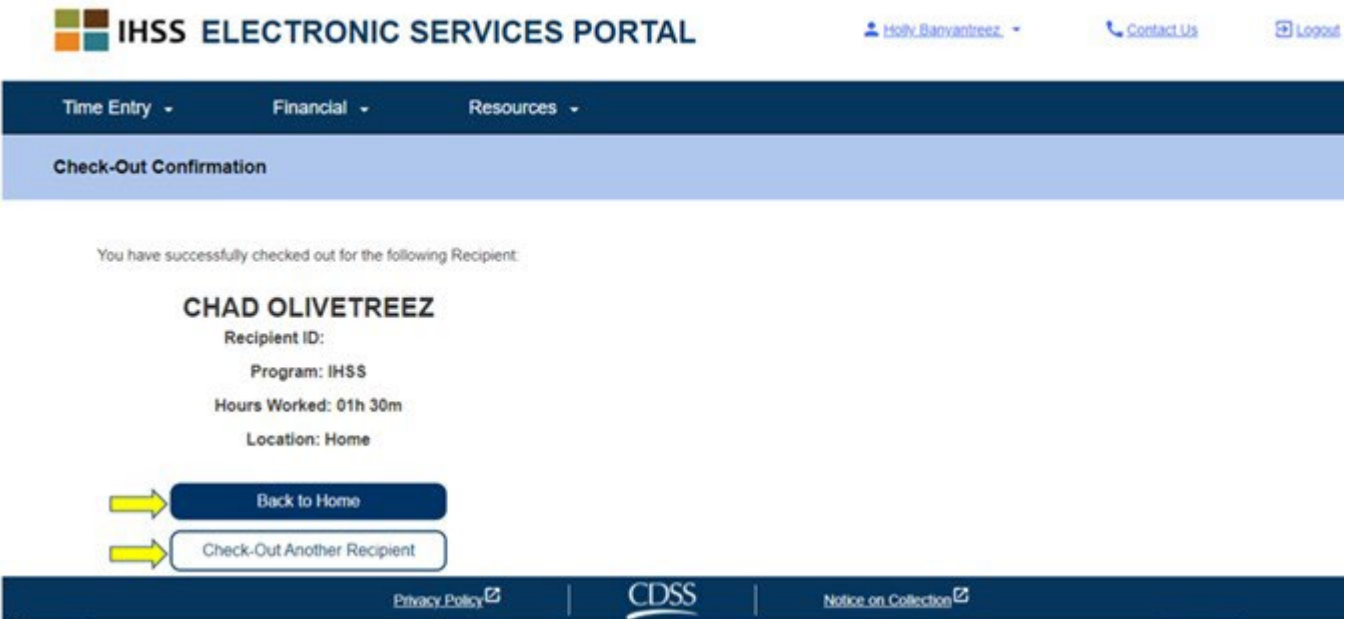 IHSS ELECTRONIC SERVICES PORTAL
Holly Banyantreez
Contact Us
Logout
Time Entry
Financial
Resources
Check-Out Confirmation
You have successfully checked out for the following Recipient:
CHAD OLIVETREEZ
Recipient ID:
Program: IHSS
Hours Worked: 01h 30m
Location: Home
Back to Home
Check-Out Another Recipient
Privacy Policy
CDSS
Notice on Collection